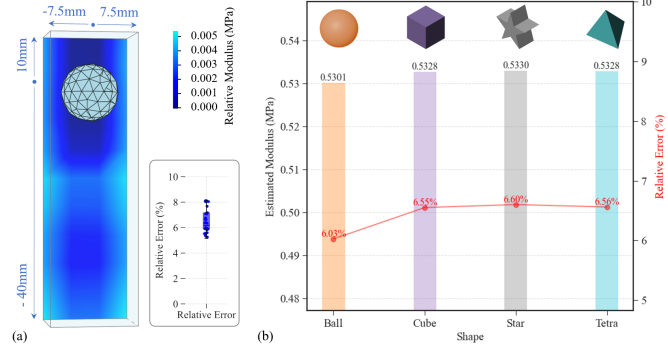 -7.5mm 7.5mm
10mm
- 40mm
0.005
0.004
0.003
0.002
0.001
0.000
Relative Modulus (MPa)
10
8
6
4
2
0
Relative Error (%)
Relative Error
(a)
0.54
0.53
0.52
0.51
0.50
0.49
0.48
Estimated Modulus (MPa)
0.5301
0.5328
0.5330
0.5328
6.03%
6.55%
6.60%
6.56%
10
9
8
7
6
5
Relative Error (%)
Ball
Cube
Star
Tetra
Shape
(b)